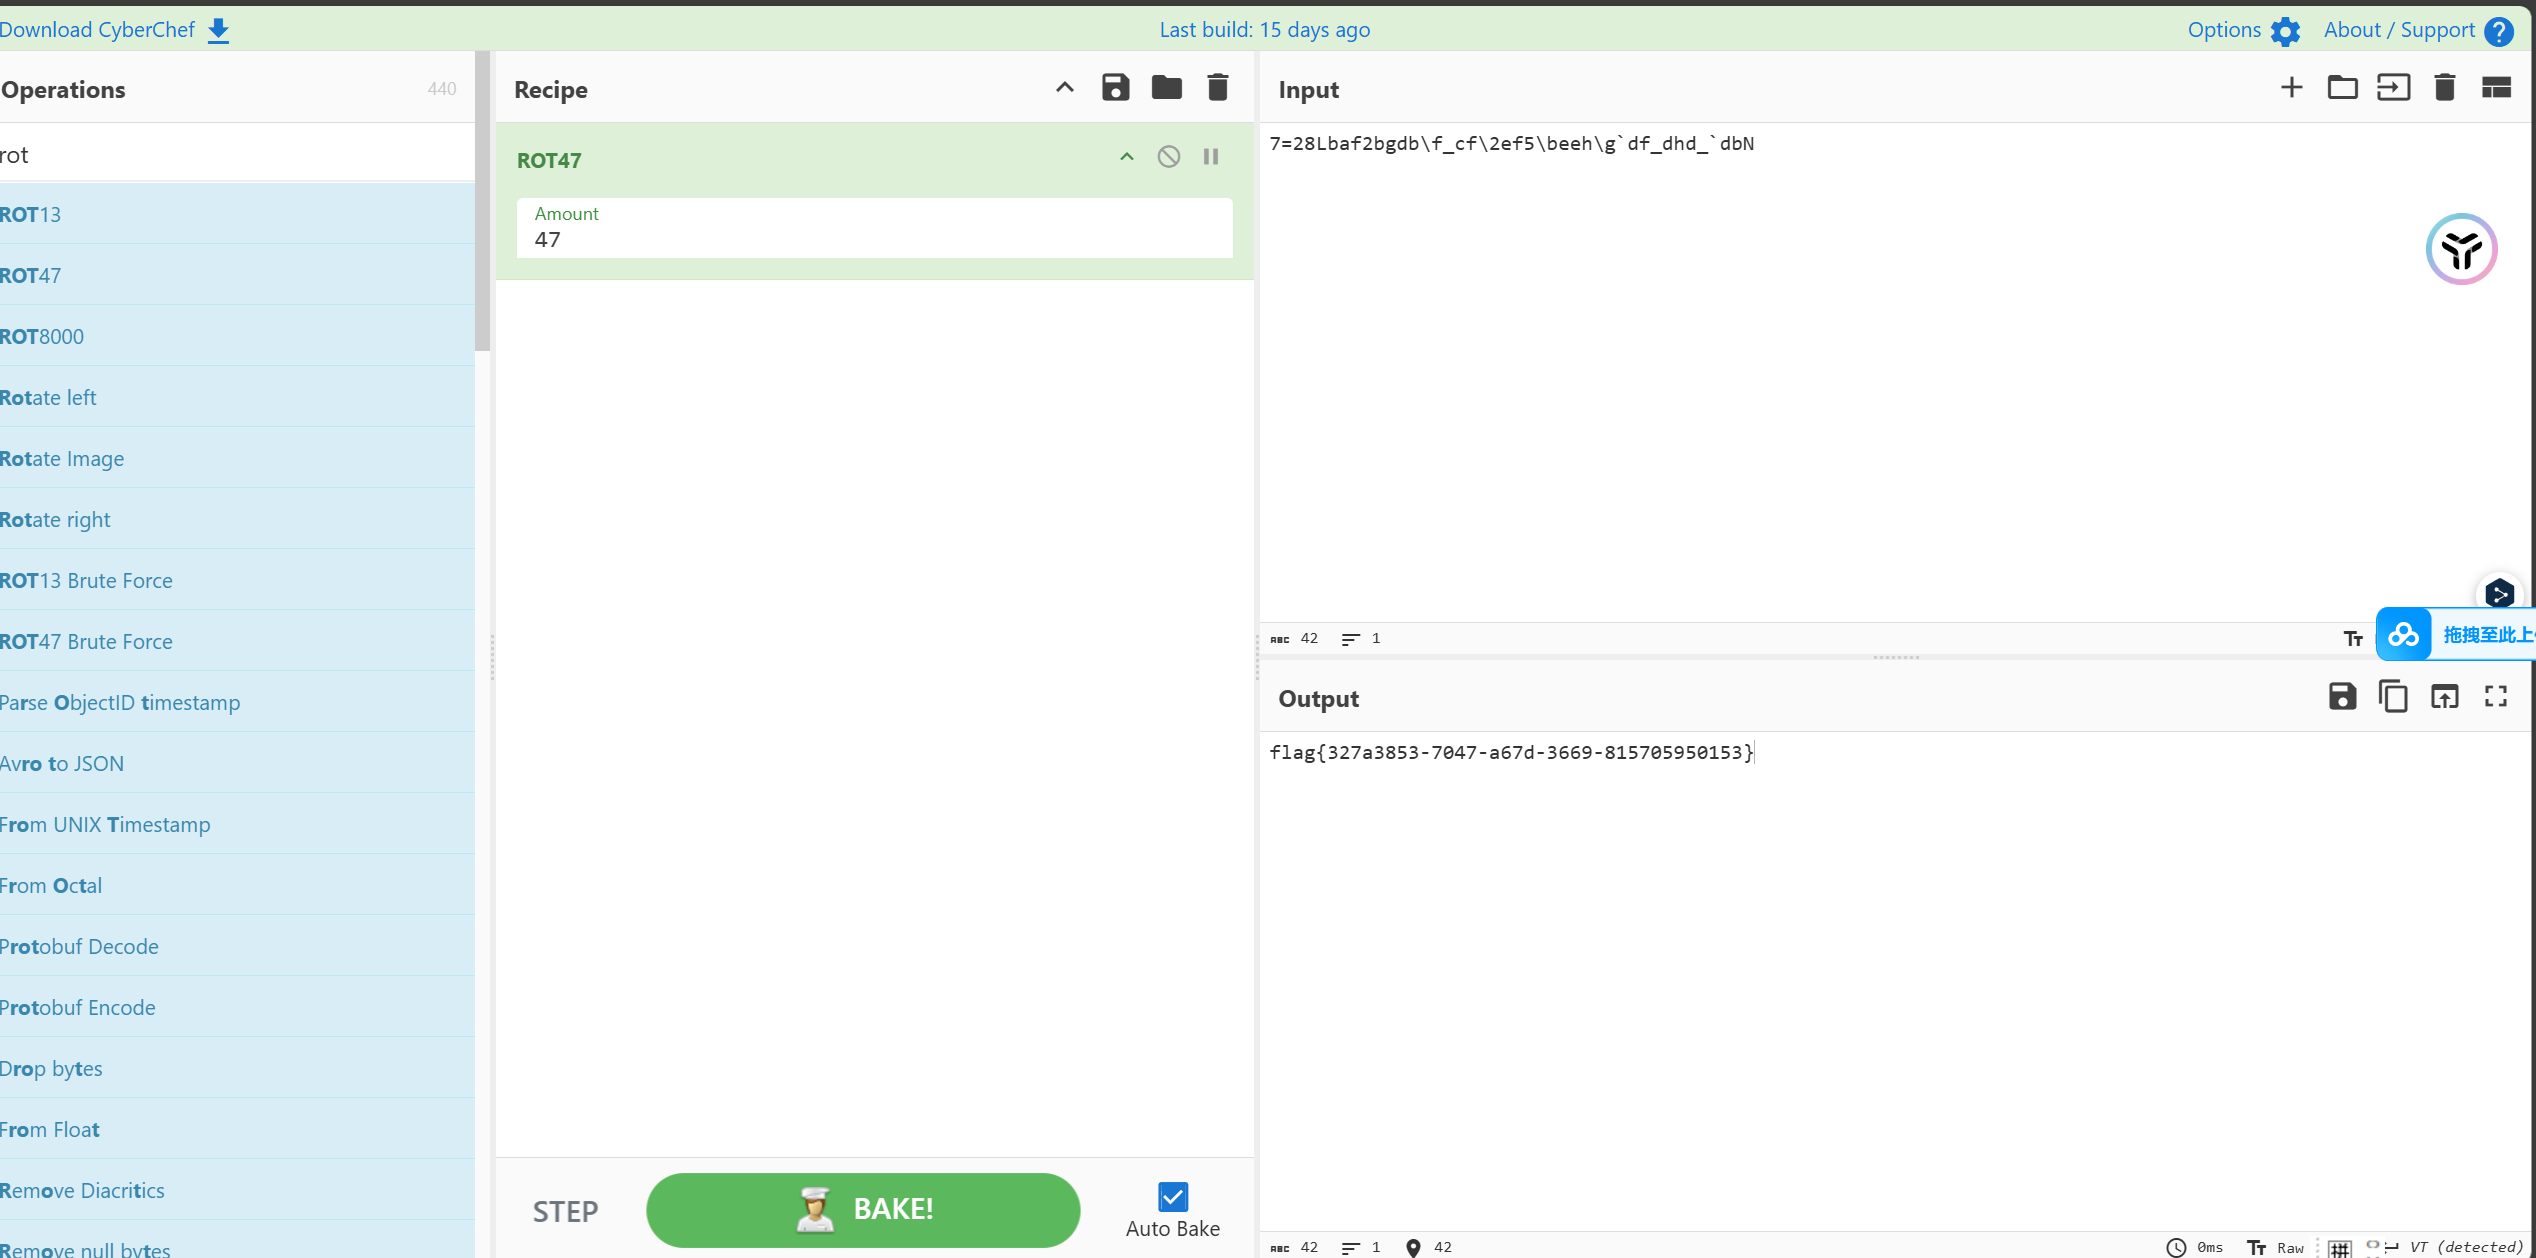 Download CyberChef
Last build: 15 days ago
Options
About / Support
Operations
440
rot
ROT13
ROT47
ROT8000
Rotate left
Rotate Image
Rotate right
ROT13 Brute Force
ROT47 Brute Force
Parse ObjectID timestamp
Avro to JSON
From UNIX Timestamp
From Octal
Protobuf Decode
Protobuf Encode
Drop bytes
From Float
Remove Diacritics
Remove null bytes
Recipe
ROT47
Amount
47
STEP
BAKE!
Auto Bake
Input
7=28Lbaf2bgdb\f_cf\2ef5\beeh\g`df_dhd_`dbN
ABC 42 1
Tт
拖拽至此上
Output
flag{327a3853-7047-a67d-3669-815705950153}
ABC 42 1 42
0ms Tт Raw VT (detected)